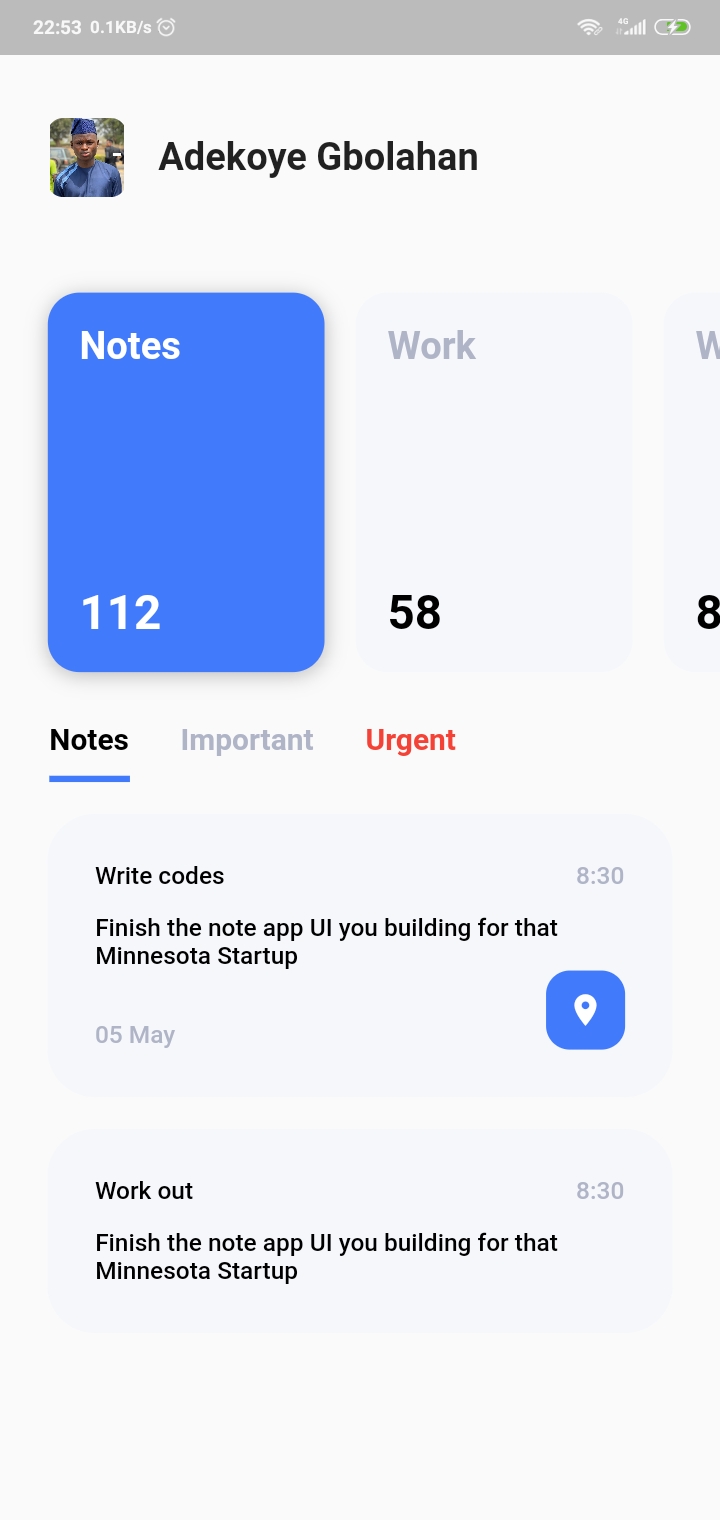 22:53 0.1KB/s
4G
Adekoye Gbolahan
Notes
Work
W
112
58
8
Notes Important Urgent
Write codes 8:30
Finish the note app UI you building for that
Minnesota Startup
05 May
Work out 8:30
Finish the note app UI you building for that
Minnesota Startup